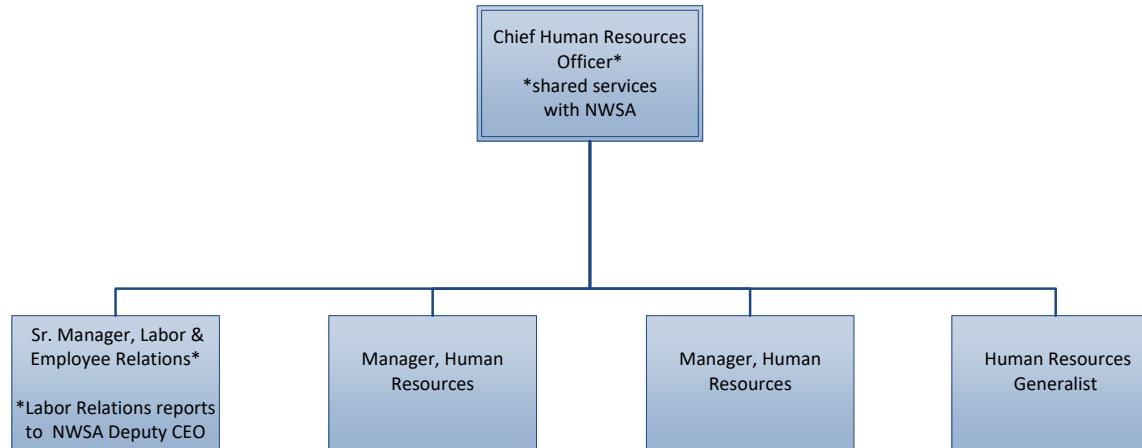 Chief Human Resources
Officer*
*shared services
with NWSA
Sr. Manager, Labor &
Employee Relations*
*Labor Relations reports
to NWSA Deputy CEO
Manager, Human
Resources
Manager, Human
Resources
Human Resources
Generalist